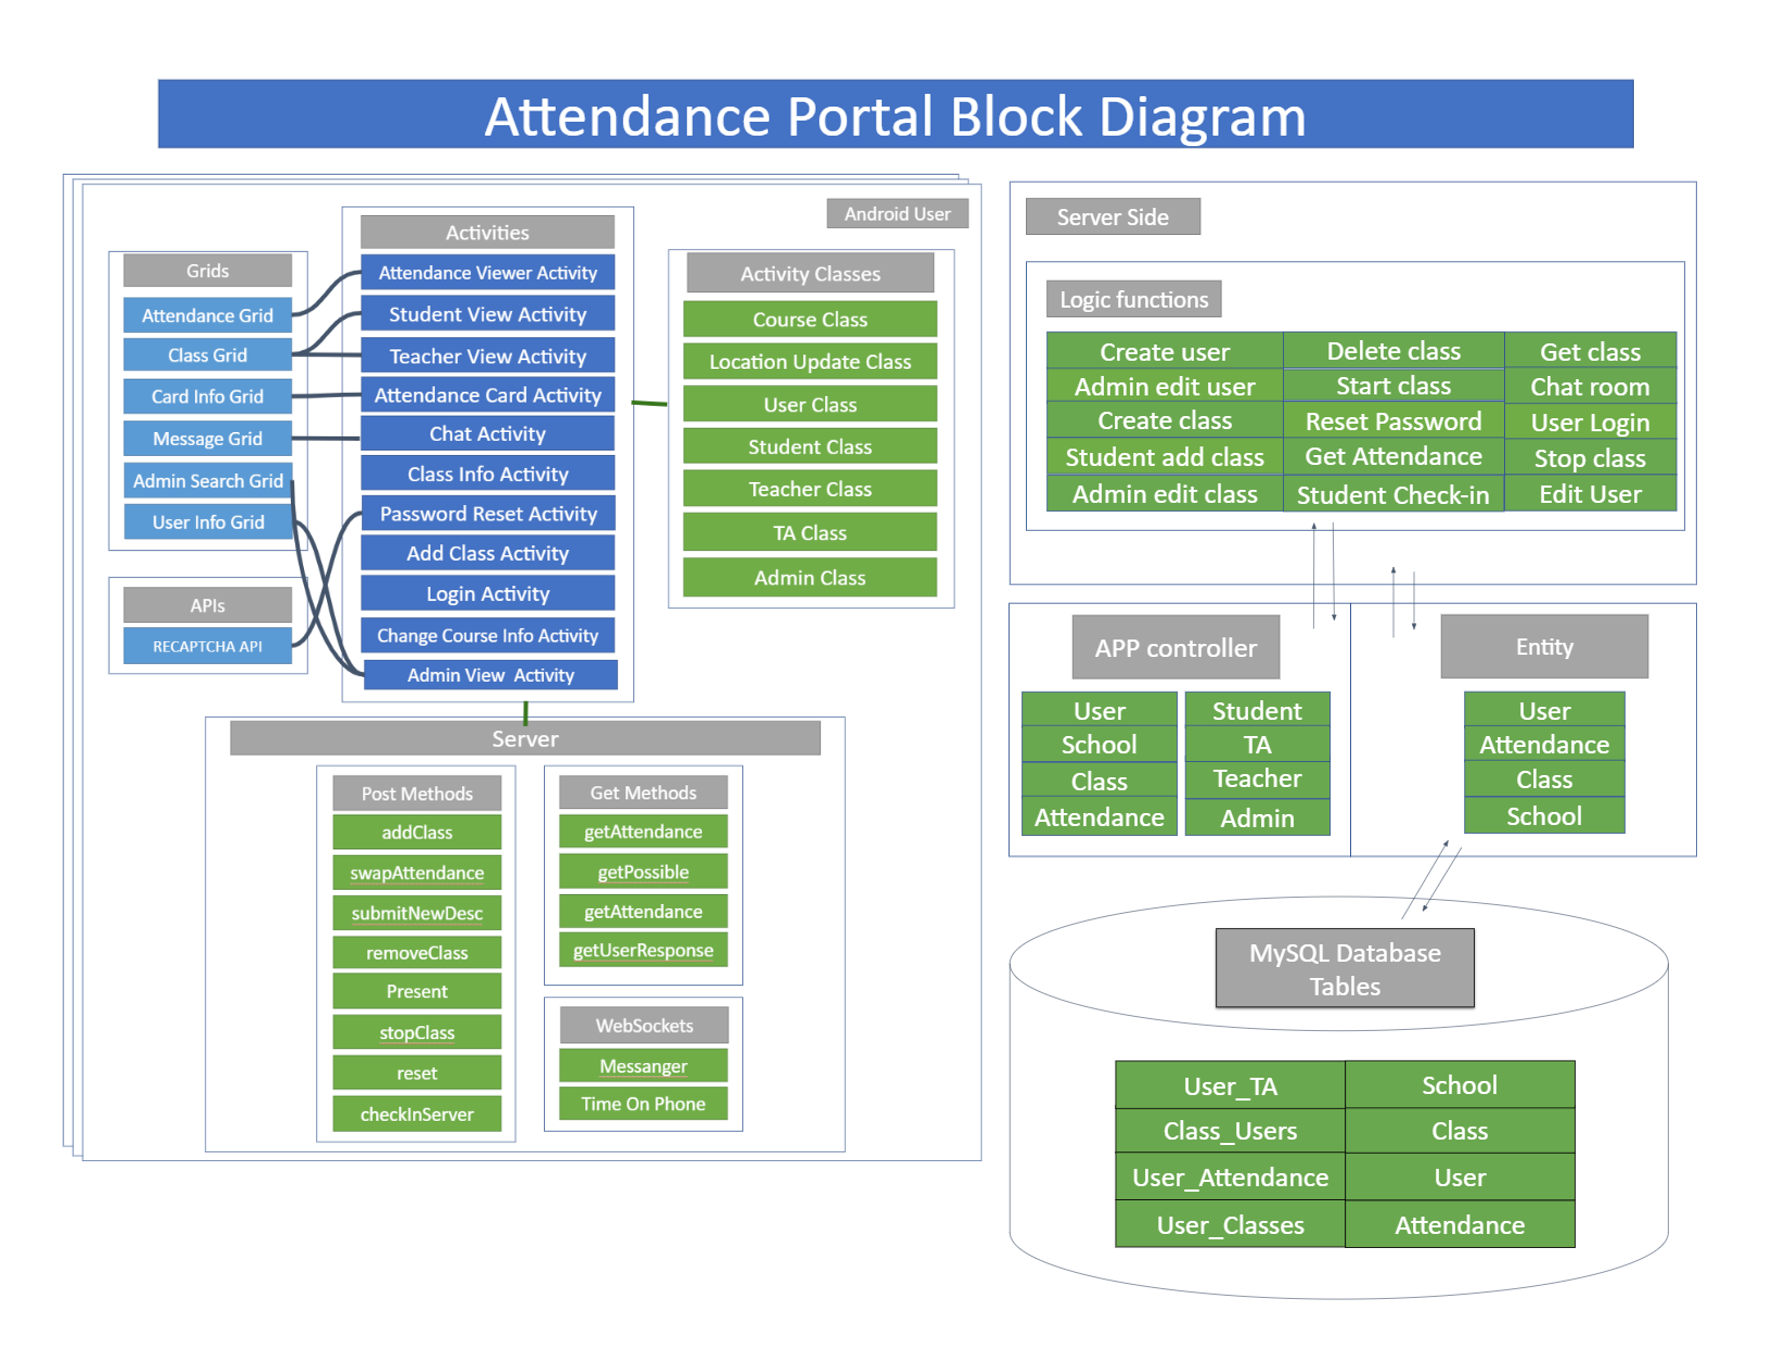 Attendance Portal Block Diagram
Android User
Grids
Attendance Grid
Class Grid
Card Info Grid
Message Grid
Admin Search Grid
User Info Grid
APIs
RECAPTCHA API
Activities
Attendance Viewer Activity
Student View Activity
Teacher View Activity
Attendance Card Activity
Chat Activity
Class Info Activity
Password Reset Activity
Add Class Activity
Login Activity
Change Course Info Activity
Admin View Activity
Activity Classes
Course Class
Location Update Class
User Class
Student Class
Teacher Class
TA Class
Admin Class
Server
Post Methods
addClass
swapAttendance
submitNewDesc
removeClass
Present
stopClass
reset
checkInServer
Get Methods
getAttendance
getPossible
getAttendance
getUserResponse
WebSockets
Messanger
Time On Phone
Server Side
Logic functions
Create user
Delete class
Get class
Admin edit user
Start class
Chat room
Create class
Reset Password
User Login
Student add class
Get Attendance
Stop class
Admin edit class
Student Check-in
Edit User
APP controller
User
Student
School
TA
Class
Teacher
Attendance
Admin
Entity
User
Attendance
Class
School
MySQL Database
Tables
User_TA
School
Class_Users
Class
User_Attendance
User
User_Classes
Attendance